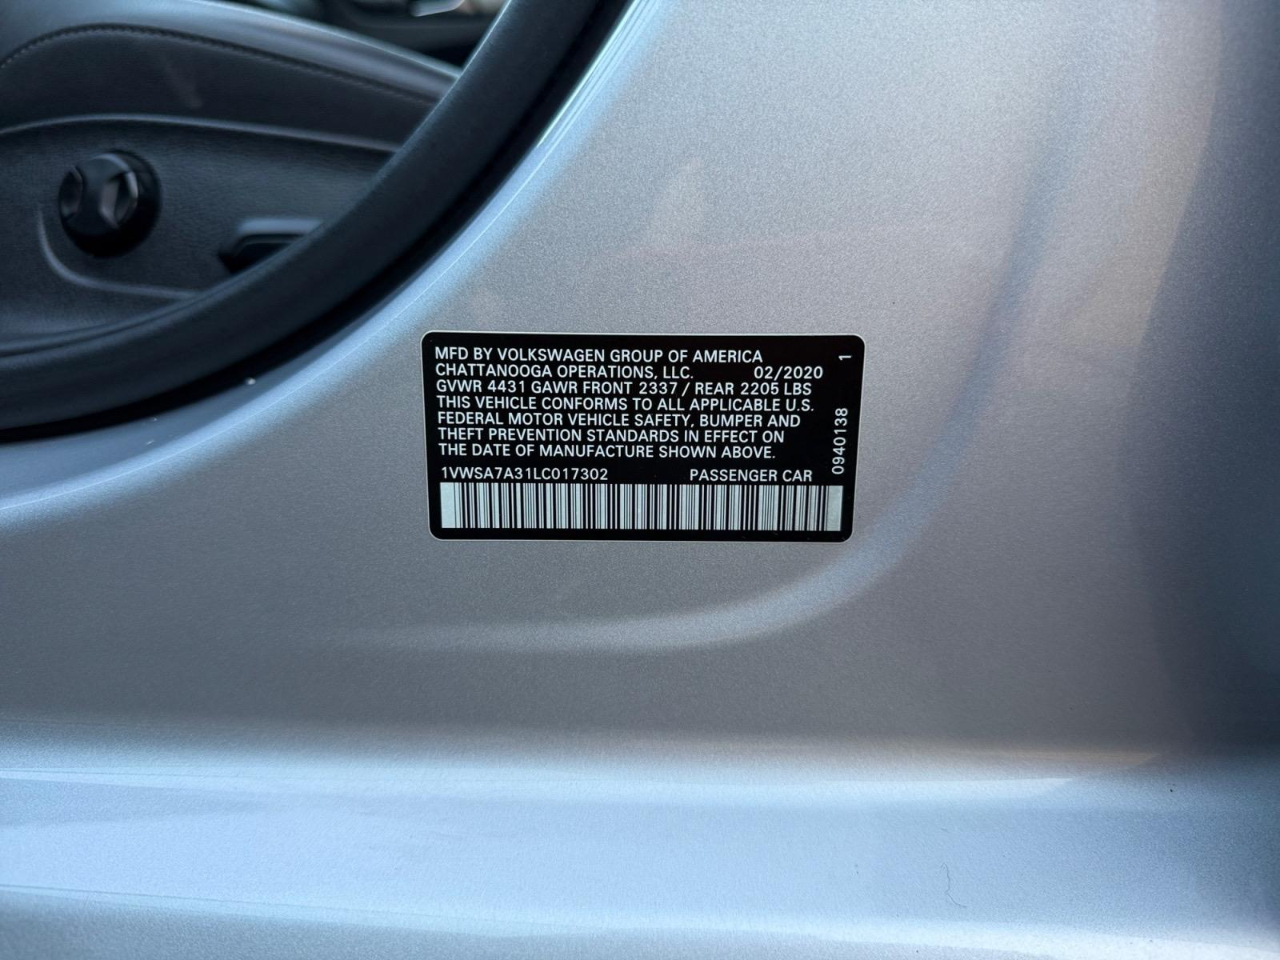 MFD BY VOLKSWAGEN GROUP OF AMERICA 1
CHATTANOOGA OPERATIONS, LLC. 02/2020
GVWR 4431 GAWR FRONT 2337 / REAR 2205 LBS
THIS VEHICLE CONFORMS TO ALL APPLICABLE U.S.
FEDERAL MOTOR VEHICLE SAFETY, BUMPER AND
THEFT PREVENTION STANDARDS IN EFFECT ON
THE DATE OF MANUFACTURE SHOWN ABOVE.
1VWSA7A31LC017302 PASSENGER CAR
0940138